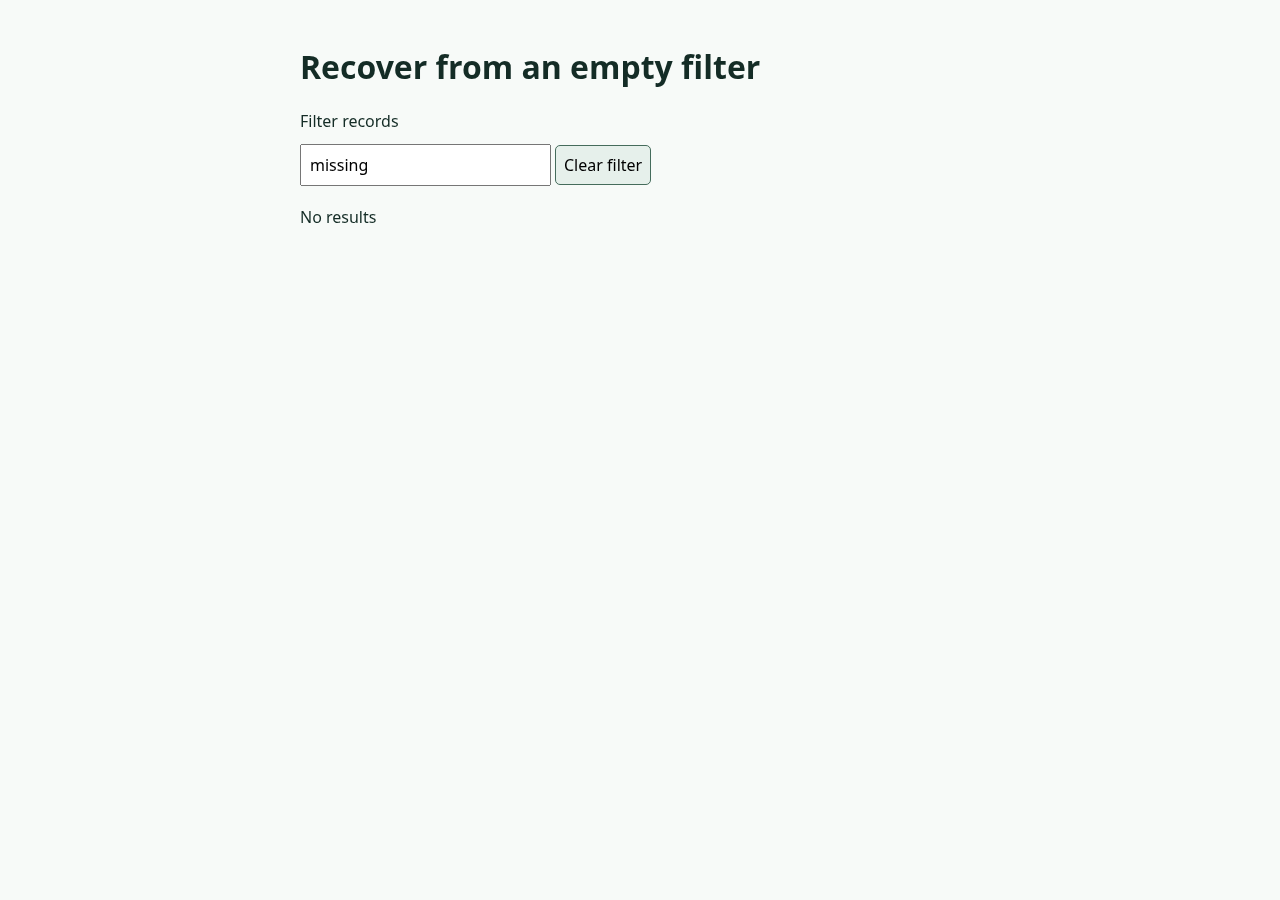 Recover from an empty filter
Filter records
missing
Clear filter
No results